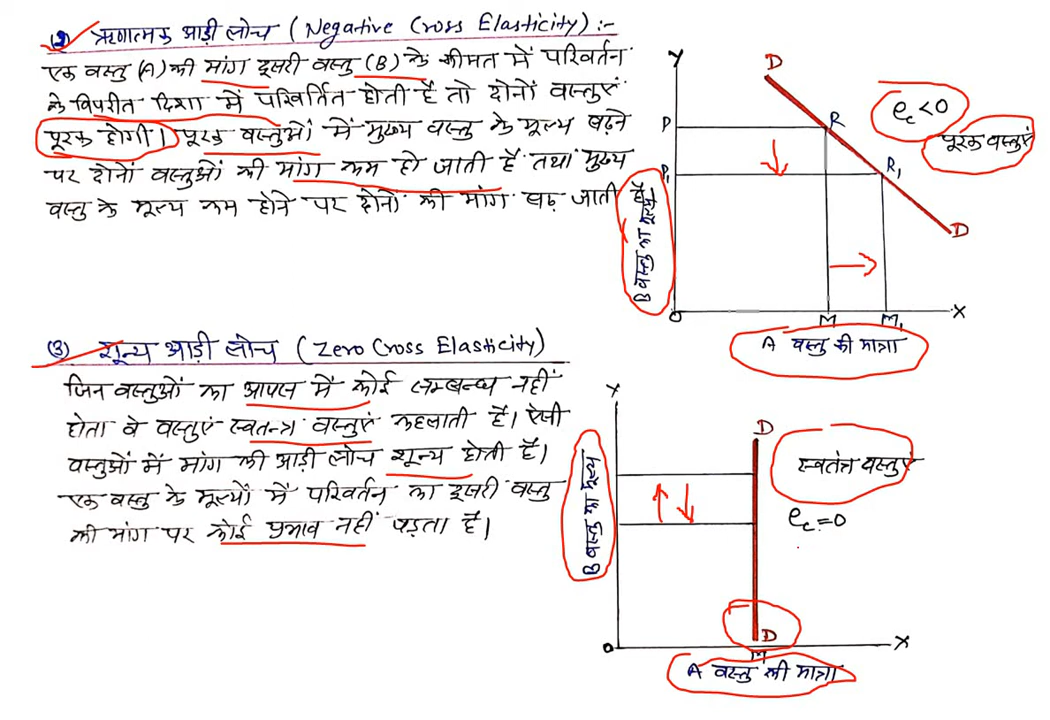 (2) ऋणात्मक आड़ी लोच (Negative Cross Elasticity) :-
एक वस्तु (A) की मांग दूसरी वस्तु (B) के कीमत में परिवर्तन
के विपरीत दिशा में परिवर्तित होती है तो दोनों वस्तुएं
पूरक होगी। पूरक वस्तुओं में मुख्य वस्तु के मूल्य बढ़ने
पर दोनों वस्तुओं की मांग कम हो जाती है तथा मुख्य
वस्तु के मूल्य कम होने पर दोनों की मांग बढ़ जाती है
Y
D
P
R
ec<0
पूरक वस्तुएं
P1
R1
D
B वस्तु का मूल्य
O
M
M1
X
A वस्तु की मात्रा
(3) शून्य आड़ी लोच (Zero Cross Elasticity)
जिन वस्तुओं का आपस में कोई सम्बन्ध नहीं
होता वे वस्तुएं स्वतन्त्र वस्तुएं कहलाती है। ऐसी
वस्तुओं में मांग की आड़ी लोच शून्य होती है।
एक वस्तु के मूल्यों में परिवर्तन का दूसरी वस्तु
की मांग पर कोई प्रभाव नहीं पड़ता है।
Y
D
स्वतंत्र वस्तुएं
ec=0
B वस्तु का मूल्य
D
O
M
X
A वस्तु की मात्रा